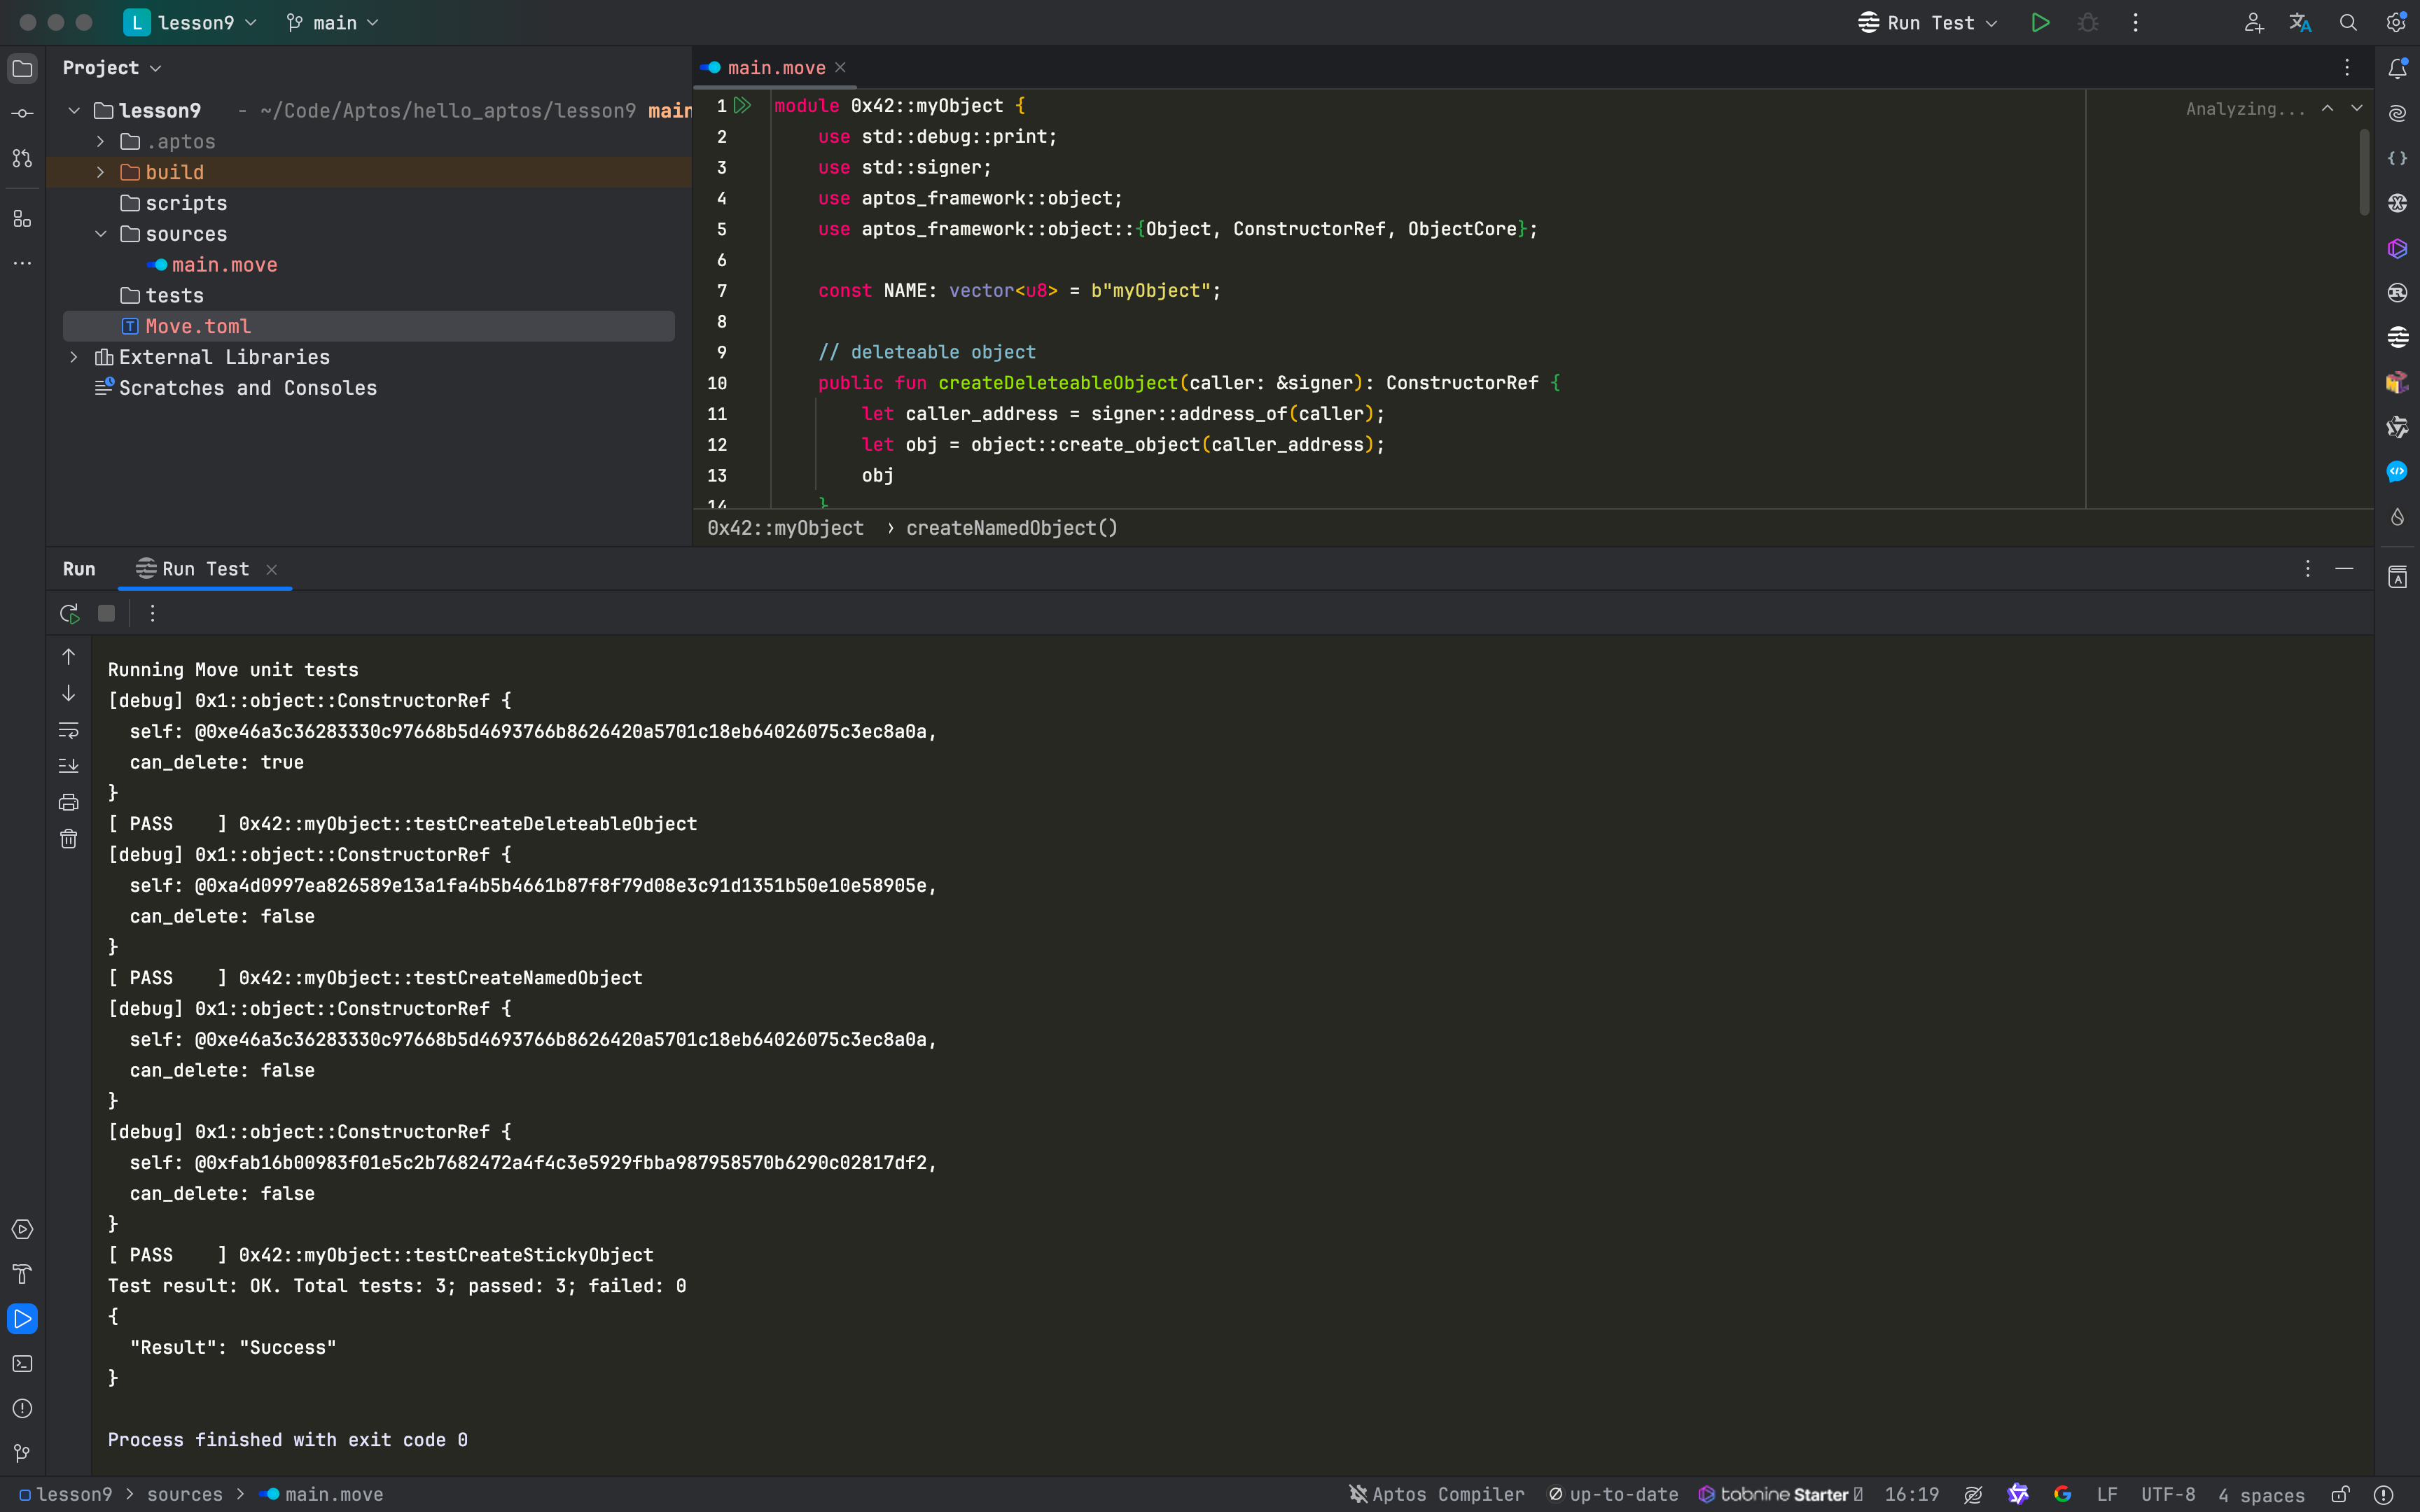 L lesson9 main Run Test
Project
lesson9 - ~/Code/Aptos/hello_aptos/lesson9 main
.aptos
build
scripts
sources
main.move
tests
Move.toml
External Libraries
Scratches and Consoles
main.move
Analyzing...
1 module 0x42::myObject {
2 use std::debug::print;
3 use std::signer;
4 use aptos_framework::object;
5 use aptos_framework::object::{Object, ConstructorRef, ObjectCore};
6
7 const NAME: vector<u8> = b"myObject";
8
9 // deleteable object
10 public fun createDeleteableObject(caller: &signer): ConstructorRef {
11 let caller_address = signer::address_of(caller);
12 let obj = object::create_object(caller_address);
13 obj
14 }
0x42::myObject › createNamedObject()
Run Run Test
Running Move unit tests
[debug] 0x1::object::ConstructorRef {
self: @0xe46a3c36283330c97668b5d4693766b8626420a5701c18eb64026075c3ec8a0a,
can_delete: true
}
[ PASS    ] 0x42::myObject::testCreateDeleteableObject
[debug] 0x1::object::ConstructorRef {
self: @0xa4d0997ea826589e13a1fa4b5b4661b87f8f79d08e3c91d1351b50e10e58905e,
can_delete: false
}
[ PASS    ] 0x42::myObject::testCreateNamedObject
[debug] 0x1::object::ConstructorRef {
self: @0xe46a3c36283330c97668b5d4693766b8626420a5701c18eb64026075c3ec8a0a,
can_delete: false
}
[debug] 0x1::object::ConstructorRef {
self: @0xfab16b00983f01e5c2b7682472a4f4c3e5929fbba987958570b6290c02817df2,
can_delete: false
}
[ PASS    ] 0x42::myObject::testCreateStickyObject
Test result: OK. Total tests: 3; passed: 3; failed: 0
{
"Result": "Success"
}
Process finished with exit code 0
lesson9 > sources > main.move Aptos Compiler up-to-date tabnine Starter 16:19 LF UTF-8 4 spaces